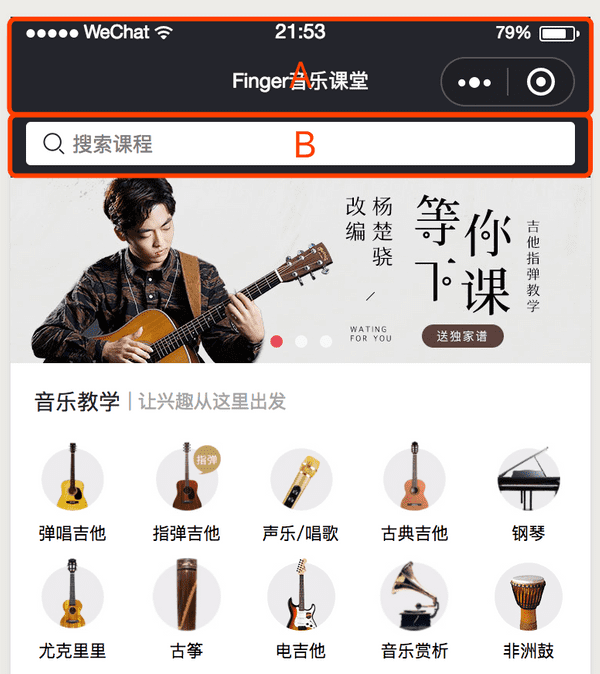 ●●●●● WeChat 21:53 79%
A
Finger音乐课堂
搜索课程
B
杨楚骁
改编
等你下课
吉他指弹教学
WATING
FOR YOU
送独家谱
音乐教学 | 让兴趣从这里出发
指弹
弹唱吉他 指弹吉他 声乐/唱歌 古典吉他 钢琴
尤克里里 古筝 电吉他 音乐赏析 非洲鼓